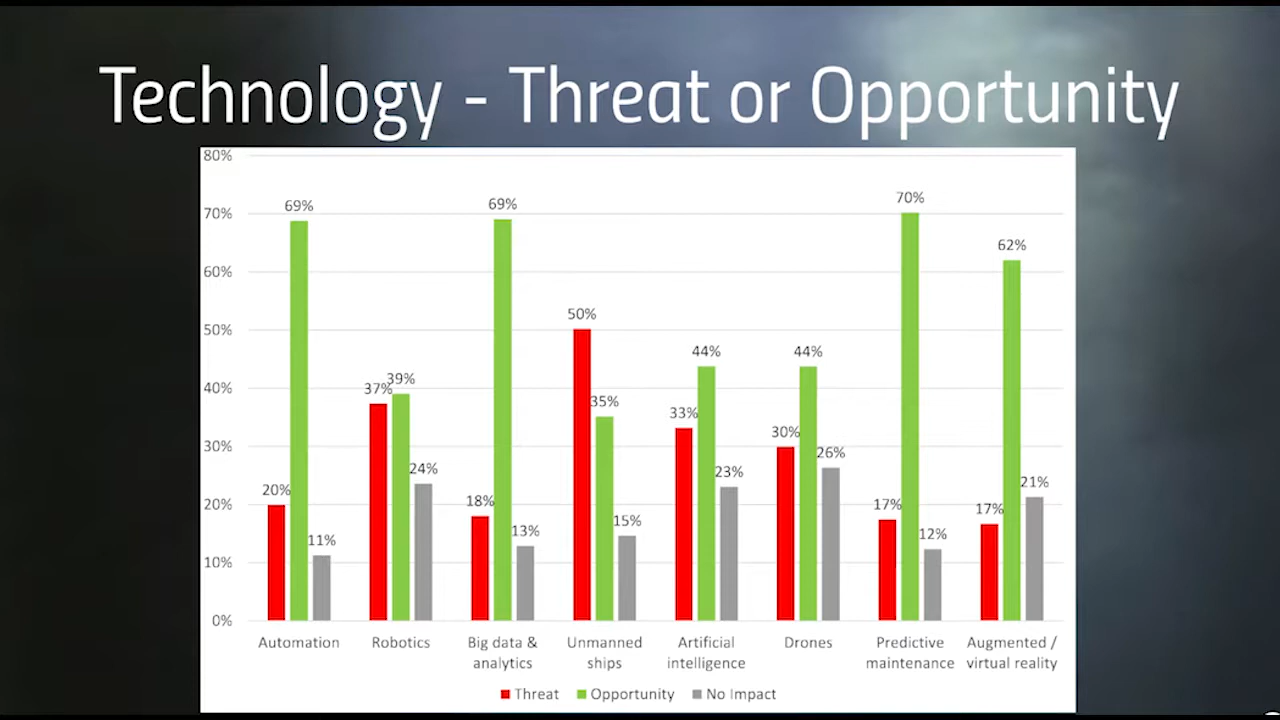 Technology - Threat or Opportunity
80%
70%
60%
50%
40%
30%
20%
10%
0%
20%
69%
11%
37%
39%
24%
18%
69%
13%
50%
35%
15%
33%
44%
23%
30%
44%
26%
17%
70%
12%
17%
62%
21%
Automation
Robotics
Big data &
analytics
Unmanned
ships
Artificial
intelligence
Drones
Predictive
maintenance
Augmented /
virtual reality
Threat
Opportunity
No Impact